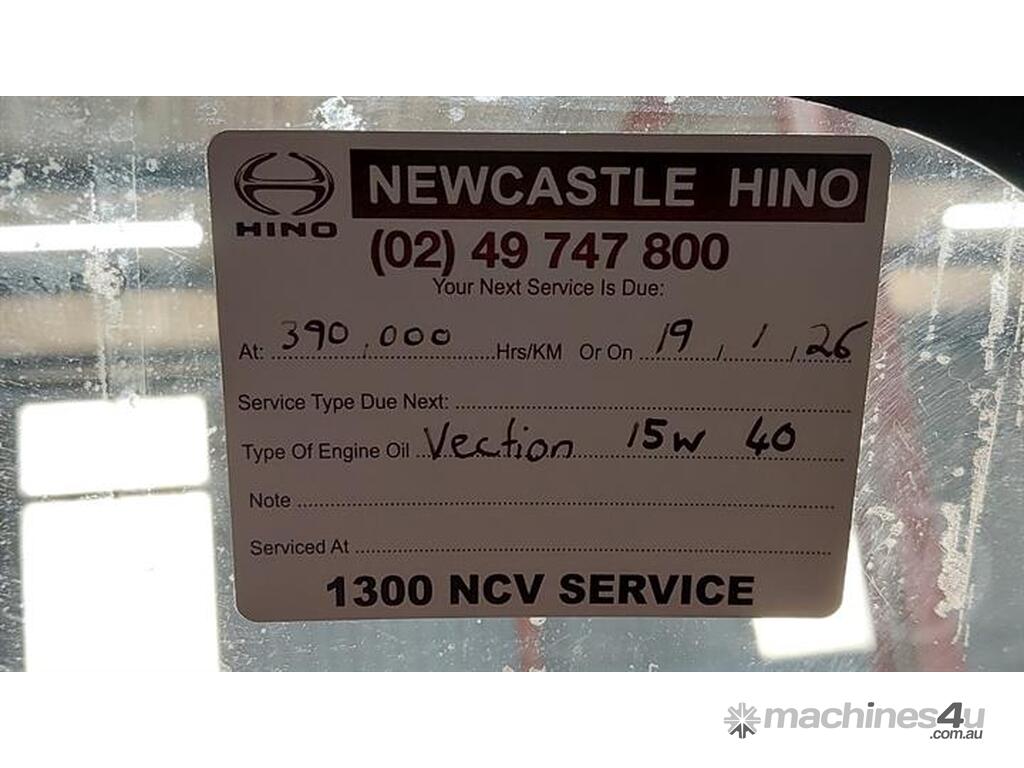 HINO
NEWCASTLE HINO
(02) 49 747 800
Your Next Service Is Due:
At: 390,000 Hrs/KM Or On 19 / 1 / 26
Service Type Due Next:
Type Of Engine Oil Vection 15W 40
Note
Serviced At
1300 NCV SERVICE
machines4u
.com.au